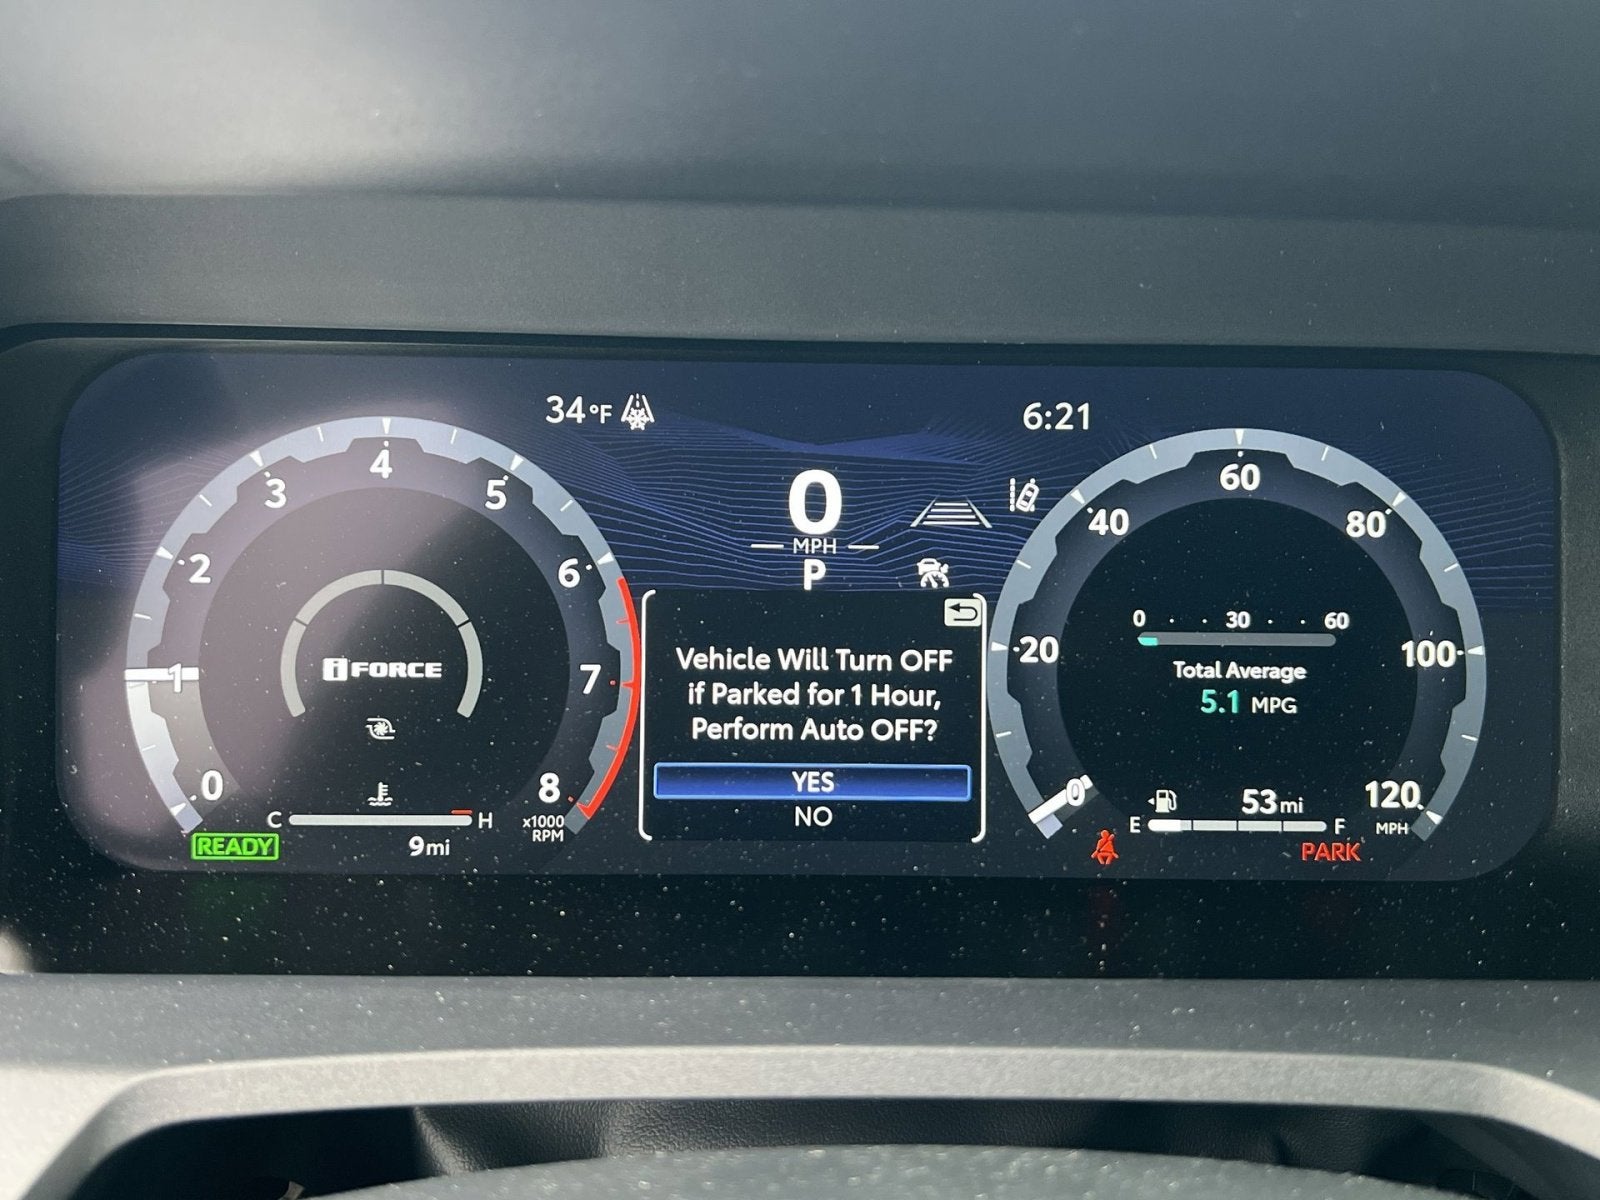 34°F
6:21
0
MPH
P
0
1
2
3
4
5
6
7
8
x1000
RPM
iFORCE
C
H
READY
9mi
Vehicle Will Turn OFF
if Parked for 1 Hour,
Perform Auto OFF?
YES
NO
0
20
40
60
80
100
120
MPH
0 30 60
Total Average
5.1 MPG
53mi
E
F
PARK